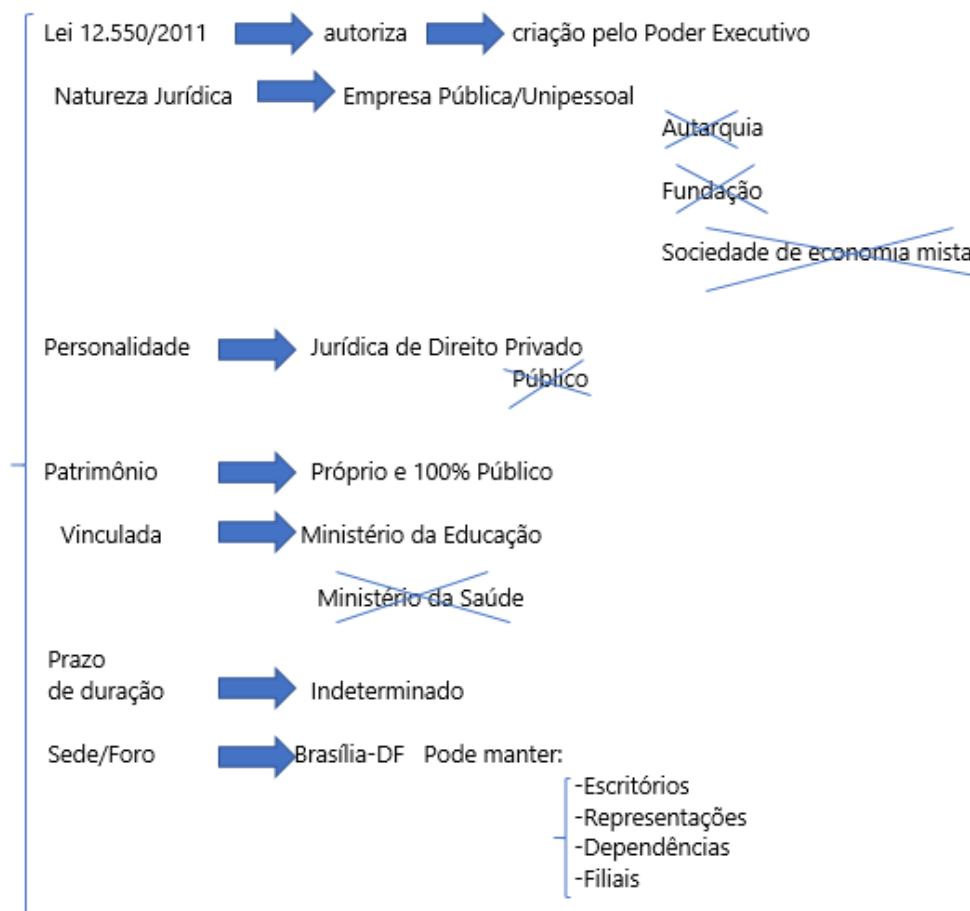 Lei 12.550/2011 autoriza criação pelo Poder Executivo
Natureza Jurídica Empresa Pública/Unipessoal
Autarquia
Fundação
Sociedade de economia mista
Personalidade Jurídica de Direito Privado
Público
Patrimônio Próprio e 100% Público
Vinculada Ministério da Educação
Ministério da Saúde
Prazo
de duração Indeterminado
Sede/Foro Brasília-DF Pode manter:
-Escritórios
-Representações
-Dependências
-Filiais